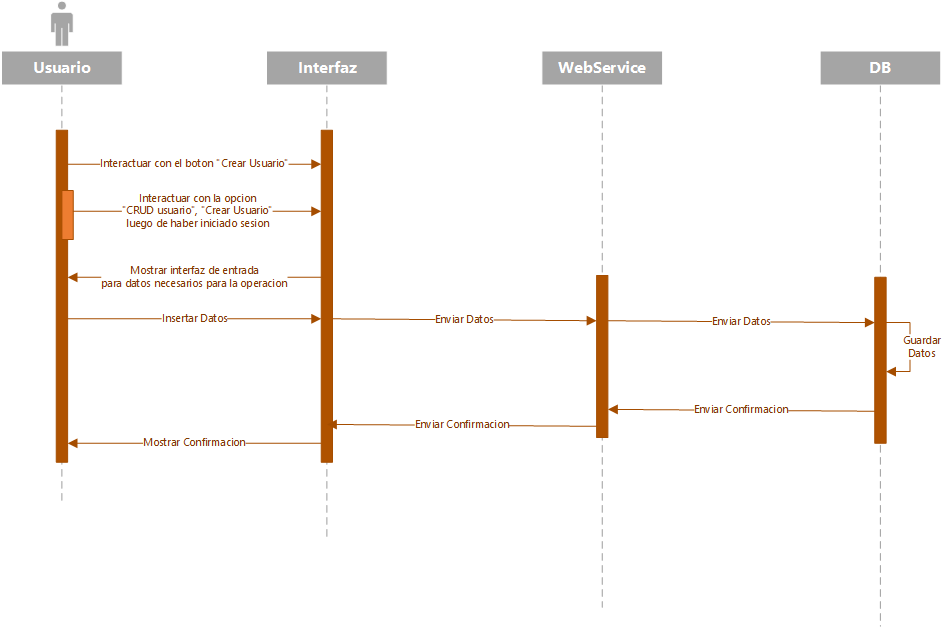 Usuario
Interfaz
WebService
DB
Interactuar con el boton "Crear Usuario"
Interactuar con la opcion
"CRUD usuario", "Crear Usuario"
luego de haber iniciado sesion
Mostrar interfaz de entrada
para datos necesarios para la operacion
Insertar Datos
Enviar Datos
Enviar Datos
Guardar
Datos
Enviar Confirmacion
Enviar Confirmacion
Mostrar Confirmacion